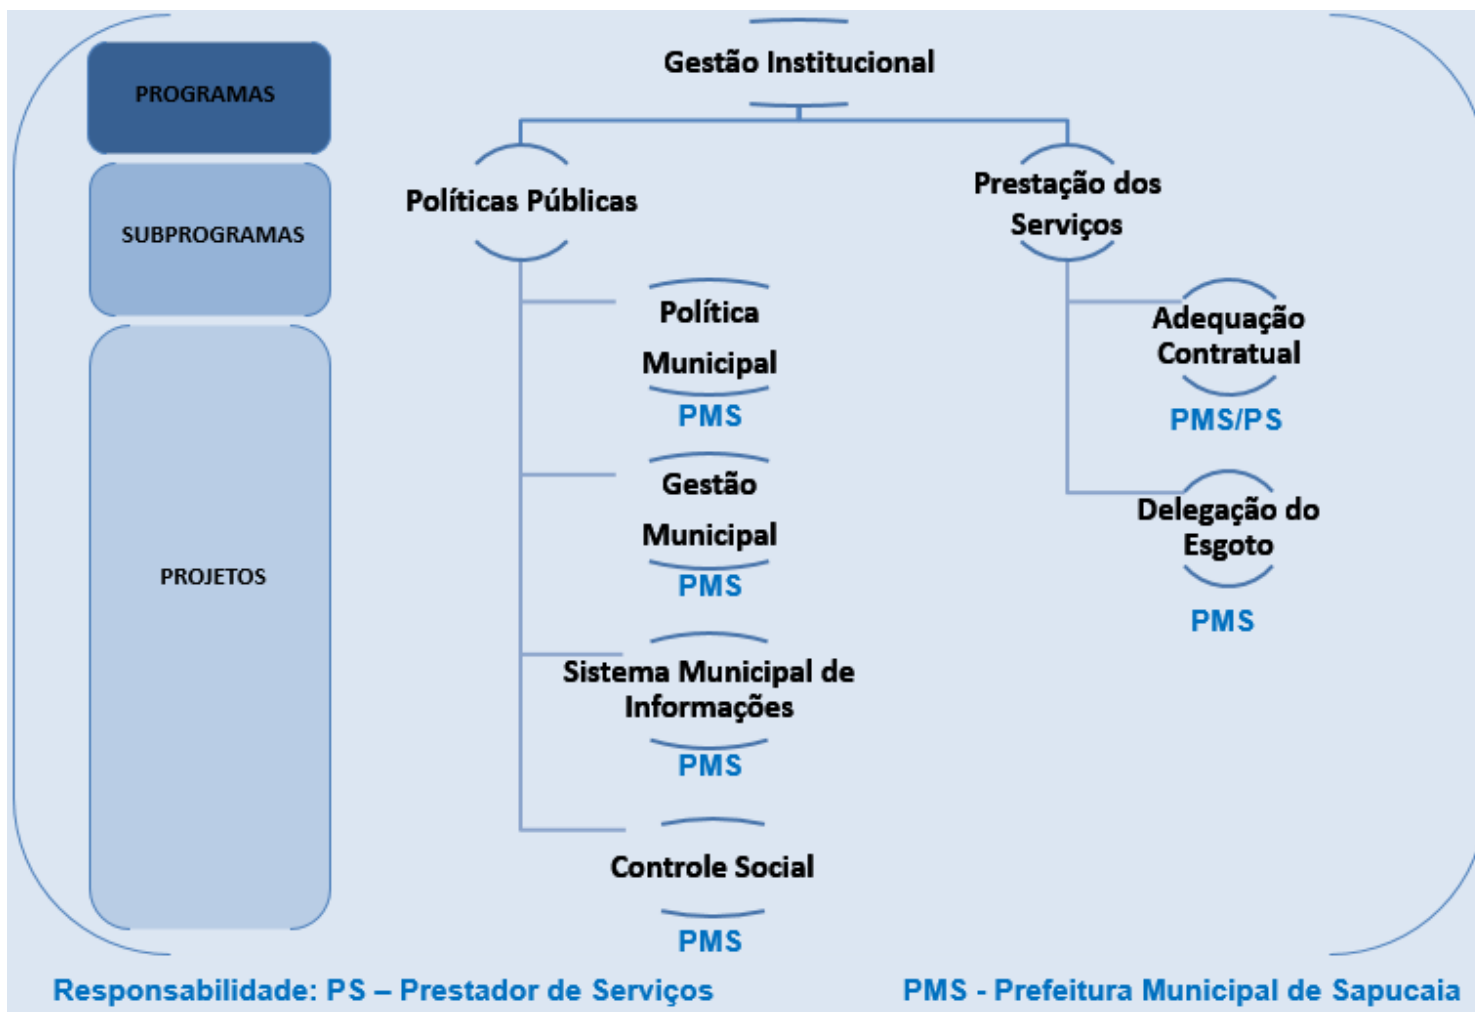 PROGRAMAS
SUBPROGRAMAS
PROJETOS
Gestão Institucional
Políticas Públicas
Política
Municipal
PMS
Gestão
Municipal
PMS
Sistema Municipal de
Informações
PMS
Controle Social
PMS
Prestação dos
Serviços
Adequação
Contratual
PMS/PS
Delegação do
Esgoto
PMS
Responsabilidade: PS – Prestador de Serviços
PMS - Prefeitura Municipal de Sapucaia